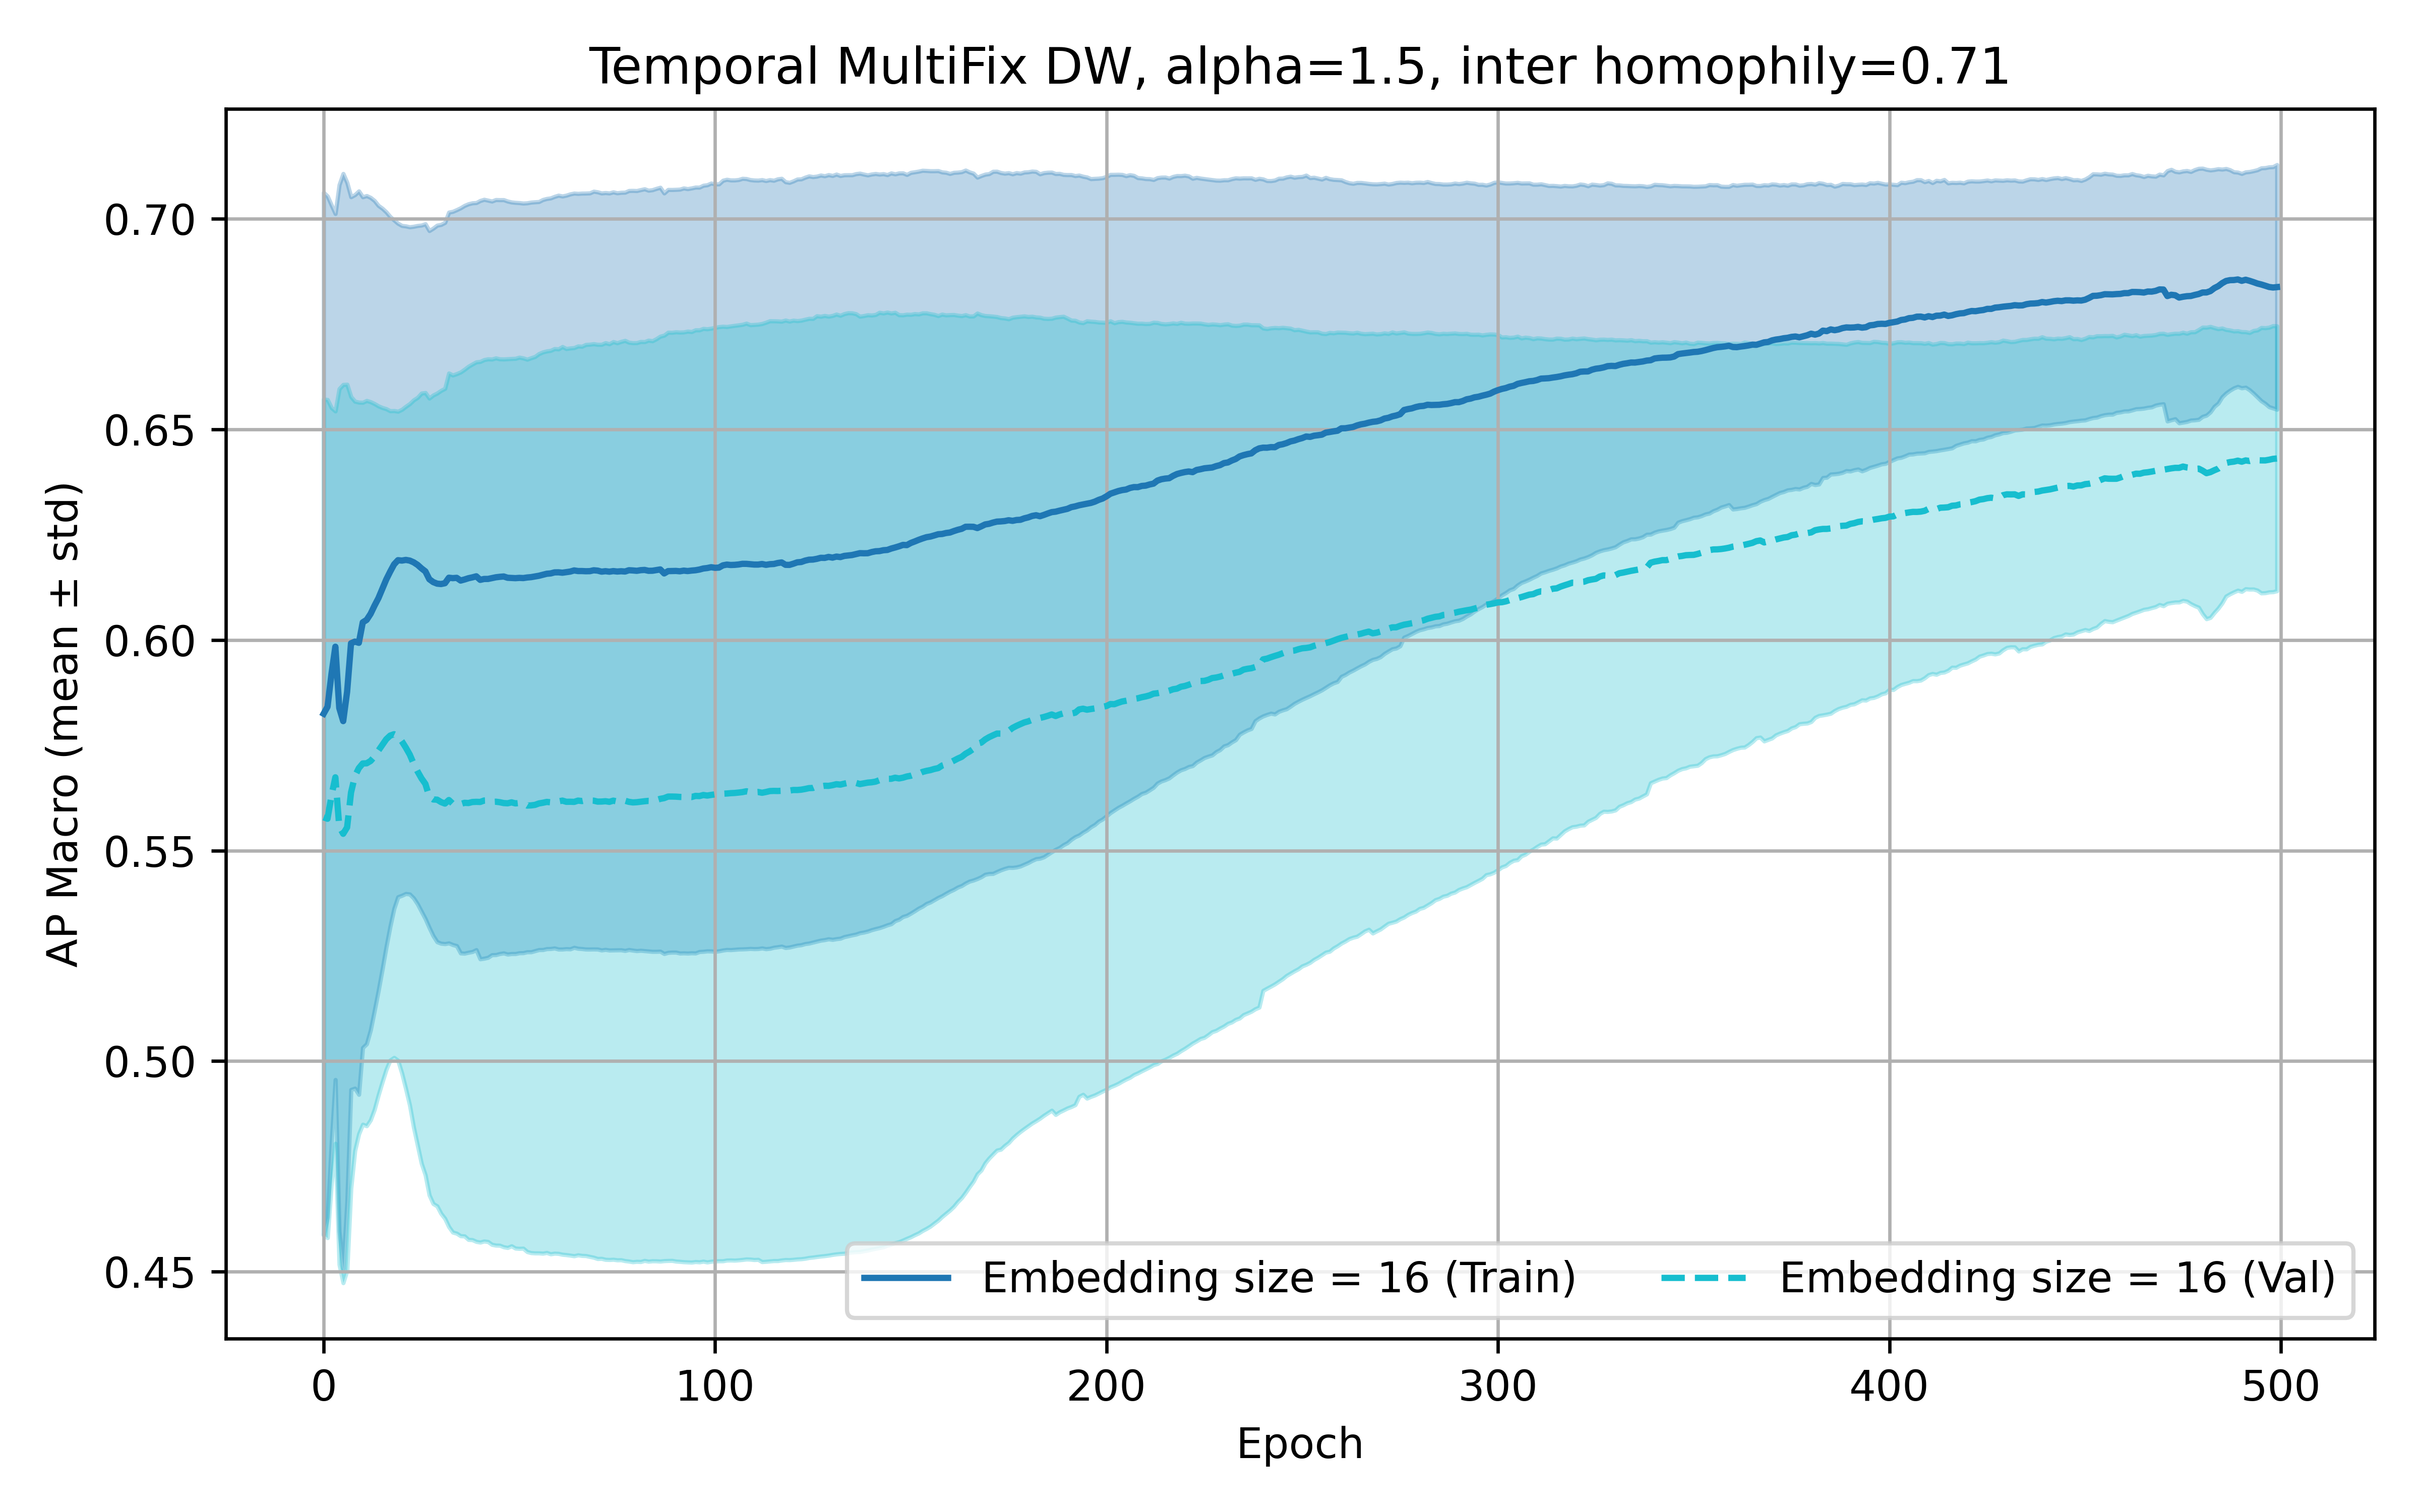 Temporal MultiFix DW, alpha=1.5, inter homophily=0.71
AP Macro (mean ± std)
0.70
0.65
0.60
0.55
0.50
0.45
Embedding size = 16 (Train)
Embedding size = 16 (Val)
0
100
200
300
400
500
Epoch